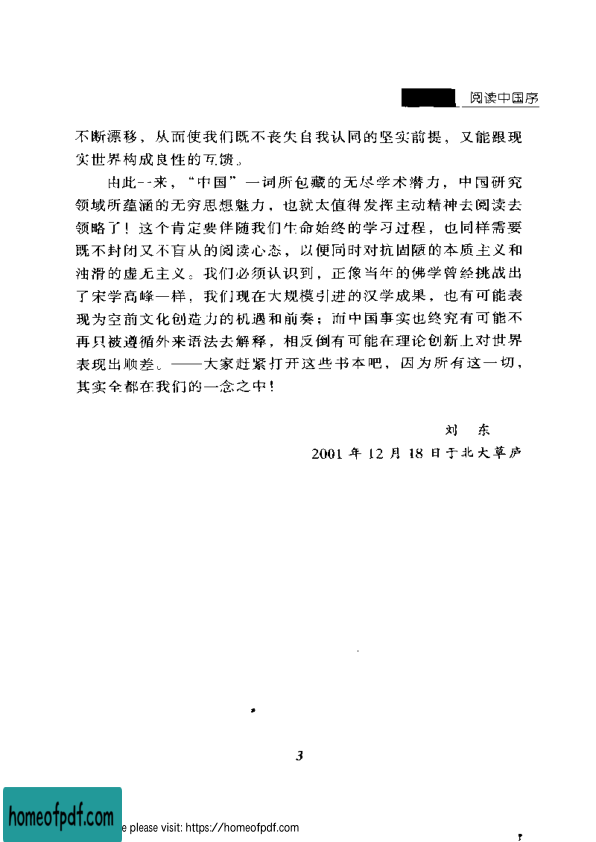 阅读中国序
不断漂移，从而使我们既不丧失自我认同的坚实前提，又能跟现
实世界构成良性的互馈。
由此一来，“中国”一词所包藏的无尽学术潜力，中国研究
领域所蕴涵的无穷思想魅力，也就太值得发挥主动精神去阅读去
领略了！这个肯定要伴随我们生命始终的学习过程，也同样需要
既不封闭又不盲从的阅读心态，以便同时对抗固陋的本质主义和
油滑的虚无主义。我们必须认识到，正像当年的佛学曾经挑战出
了宋学高峰一样，我们现在大规模引进的汉学成果，也有可能表
现为空前文化创造力的机遇和前奏；而中国事实也终究有可能不
再只被遵循外来语法去解释，相反倒有可能在理论创新上对世界
表现出顺差。——大家赶紧打开这些书本吧，因为所有这一切，
其实全都在我们的一念之中！
刘 东
2001 年 12 月 18 日于北大草庐
3
homeofpdf.com
e please visit: https://homeofpdf.com